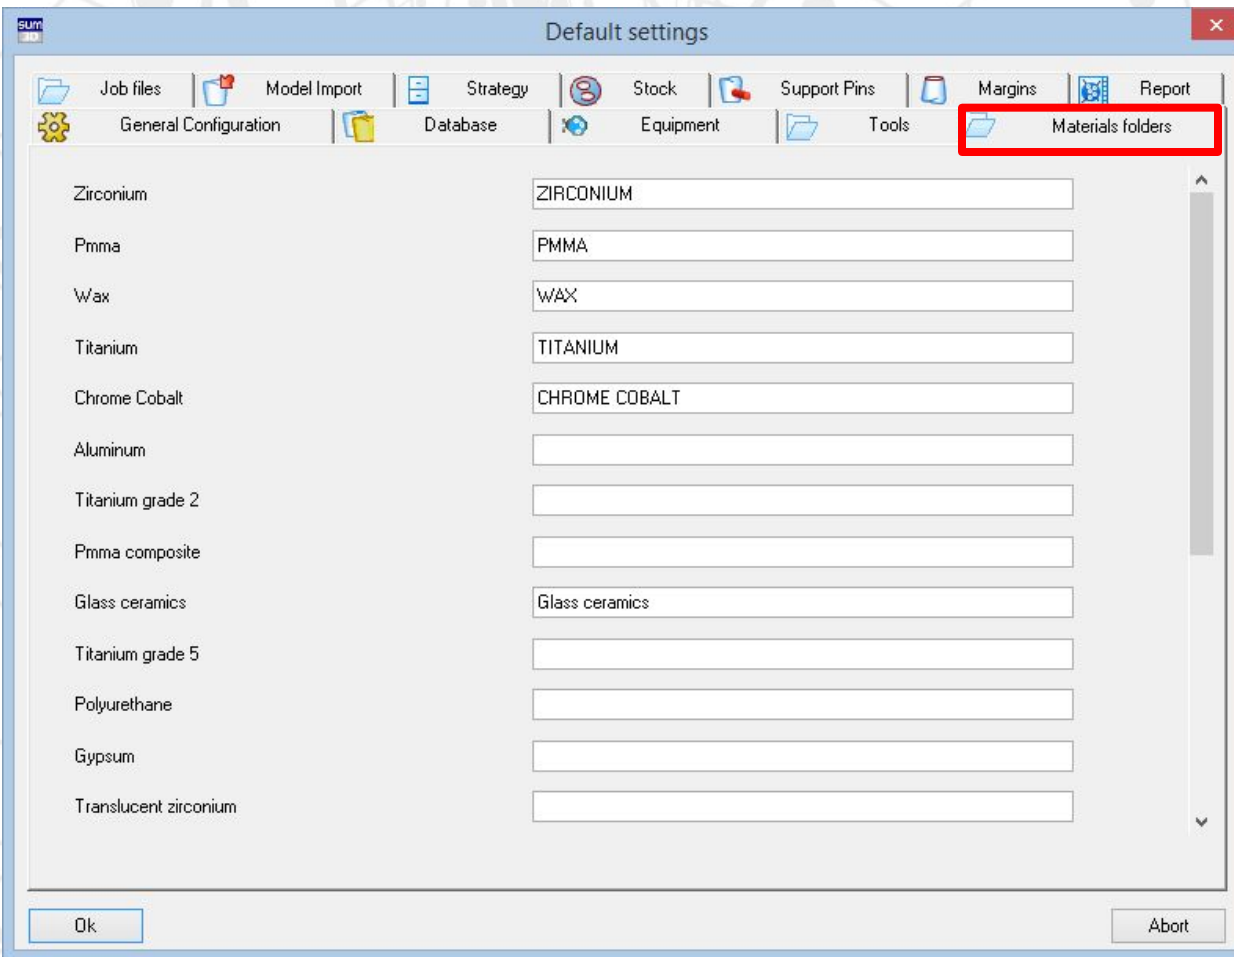 SUM
3D
Default settings
Job files Model Import Strategy Stock Support Pins Margins Report
General Configuration Database Equipment Tools Materials folders
Zirconium ZIRCONIUM
Pmma PMMA
Wax WAX
Titanium TITANIUM
Chrome Cobalt CHROME COBALT
Aluminum
Titanium grade 2
Pmma composite
Glass ceramics Glass ceramics
Titanium grade 5
Polyurethane
Gypsum
Translucent zirconium
Ok Abort